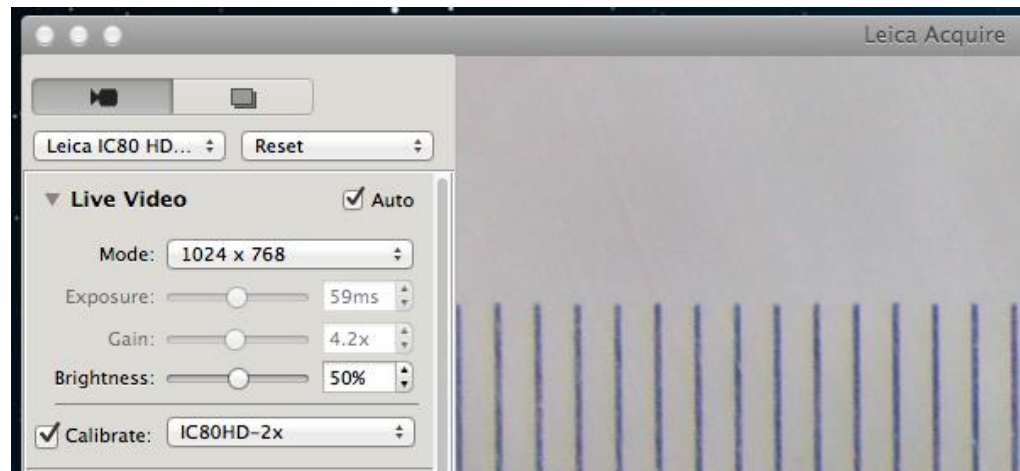 Leica Acquire
Leica IC80 HD... Reset
Live Video Auto
Mode: 1024 x 768
Exposure: 59ms
Gain: 4.2x
Brightness: 50%
Calibrate: IC80HD-2x